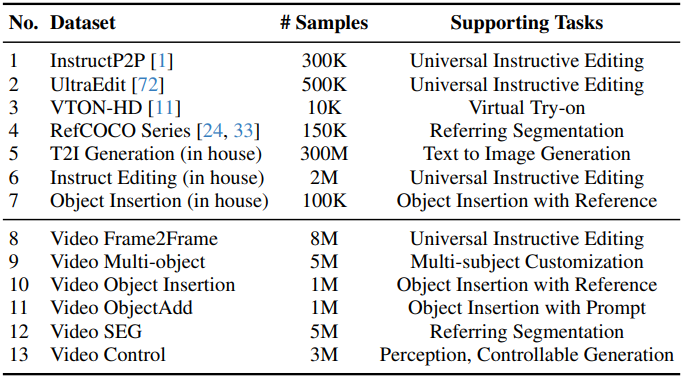 No. Dataset # Samples Supporting Tasks
1 InstructP2P [1] 300K Universal Instructive Editing
2 UltraEdit [72] 500K Universal Instructive Editing
3 VTON-HD [11] 10K Virtual Try-on
4 RefCOCO Series [24, 33] 150K Referring Segmentation
5 T2I Generation (in house) 300M Text to Image Generation
6 Instruct Editing (in house) 2M Universal Instructive Editing
7 Object Insertion (in house) 100K Object Insertion with Reference
8 Video Frame2Frame 8M Universal Instructive Editing
9 Video Multi-object 5M Multi-subject Customization
10 Video Object Insertion 1M Object Insertion with Reference
11 Video ObjectAdd 1M Object Insertion with Prompt
12 Video SEG 5M Referring Segmentation
13 Video Control 3M Perception, Controllable Generation